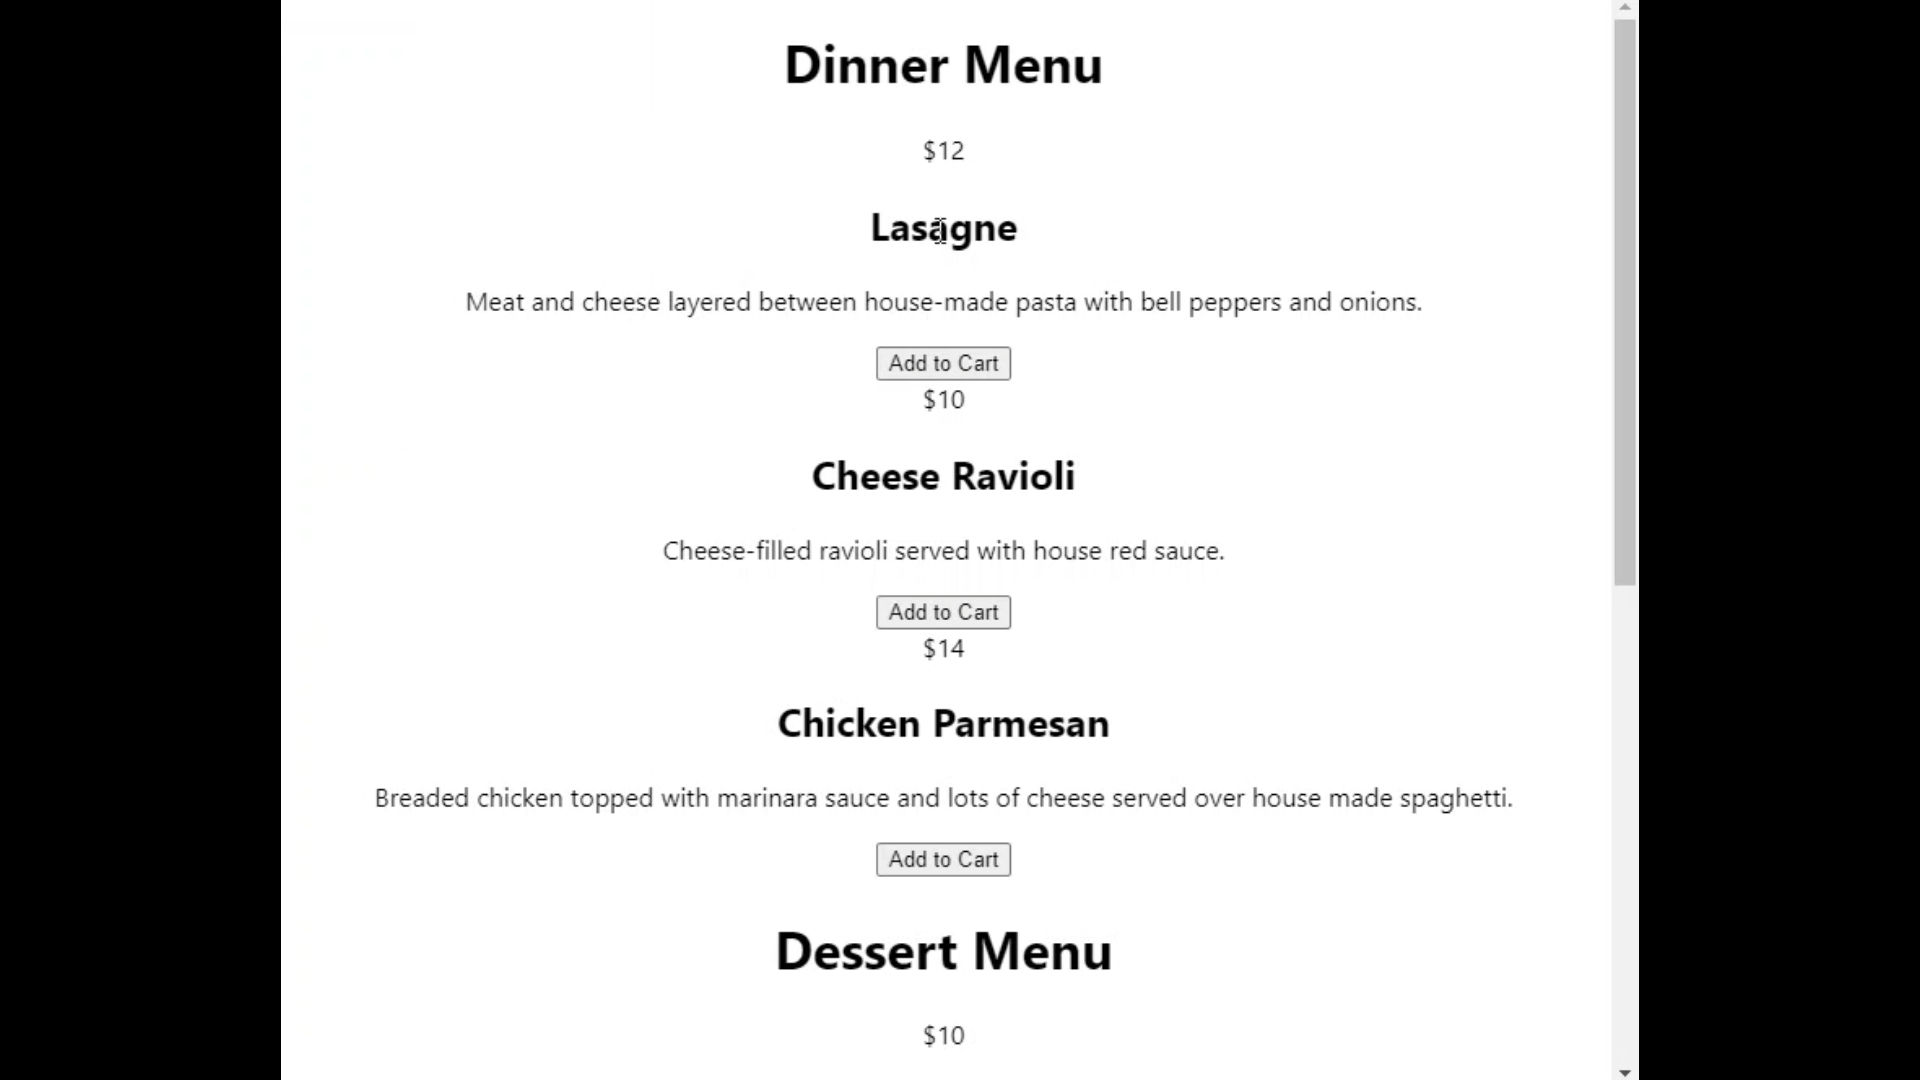 Dinner Menu
$12
Lasagne
Meat and cheese layered between house-made pasta with bell peppers and onions.
Add to Cart
$10
Cheese Ravioli
Cheese-filled ravioli served with house red sauce.
Add to Cart
$14
Chicken Parmesan
Breaded chicken topped with marinara sauce and lots of cheese served over house made spaghetti.
Add to Cart
Dessert Menu
$10